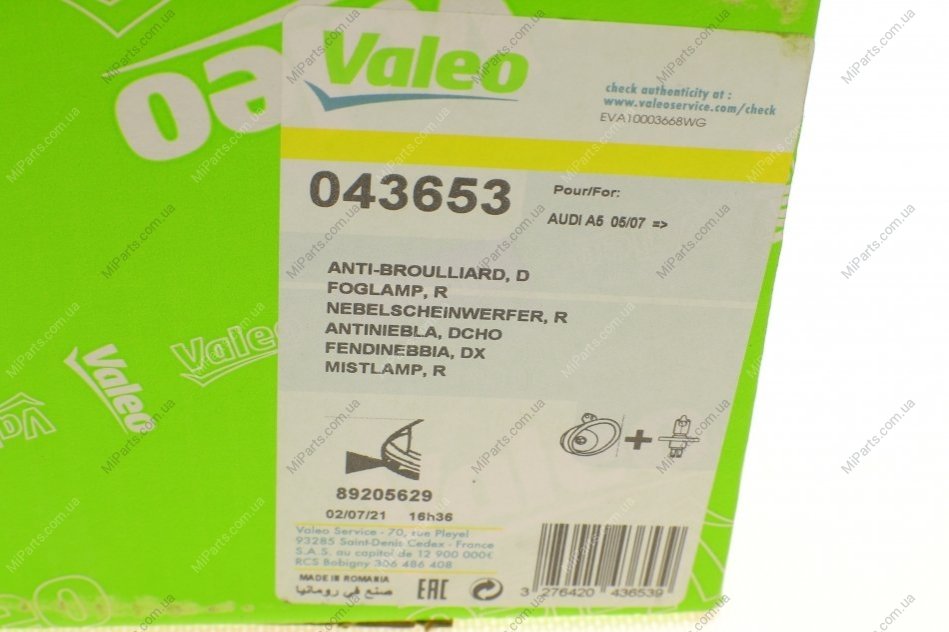 Valeo
check authenticity at :
www.valeoservice.com/check
EVA10003668WG
043653
Pour/For:
AUDI A5 05/07 =>
ANTI-BROULLIARD, D
FOGLAMP, R
NEBELSCHEINWERFER, R
ANTINIEBLA, DCHO
FENDINEBBIA, DX
MISTLAMP, R
89205629
02/07/21 16h36
Valeo Service - 70, rue Pleyel
93285 Saint-Denis Cedex - France
S.A.S. au capital de 12 900 000€
RCS Bobigny 306 486 408
MADE IN ROMANIA
صنع في رومانيا
EAC
3 276420 436539
Valeo
Valeo
MiParts.com.ua